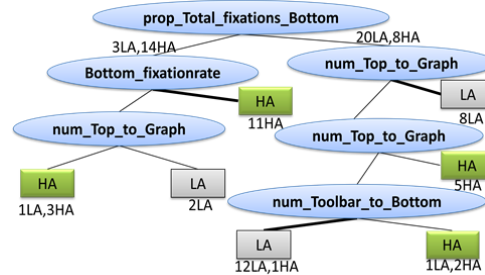 prop_Total_fixations_Bottom
3LA,14HA
20LA,8HA
Bottom_fixationrate
num_Top_to_Graph
HA
11HA
LA
8LA
num_Top_to_Graph
num_Top_to_Graph
HA
5HA
HA
1LA,3HA
LA
2LA
num_Toolbar_to_Bottom
LA
12LA,1HA
HA
1LA,2HA